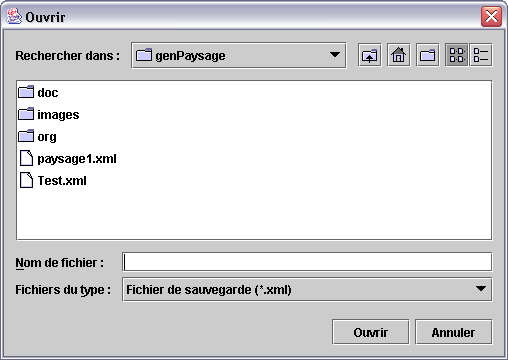 Ouvrir
Rechercher dans : genPaysage
doc
images
org
paysage1.xml
Test.xml
Nom de fichier :
Fichiers du type : Fichier de sauvegarde (*.xml)
Ouvrir Annuler